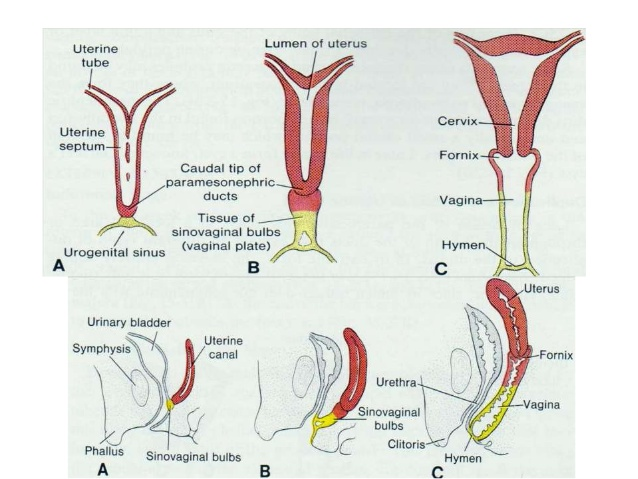 Uterine
tube
Uterine
septum
Urogenital sinus
A
Lumen of uterus
Caudal tip of
paramesonephric
ducts
Tissue of
sinovaginal bulbs
(vaginal plate)
B
Cervix
Fornix
Vagina
Hymen
C
Urinary bladder
Symphysis
Uterine
canal
Phallus
Sinovaginal bulbs
A
Sinovaginal
bulbs
B
Uterus
Fornix
Urethra
Vagina
Clitoris
Hymen
C